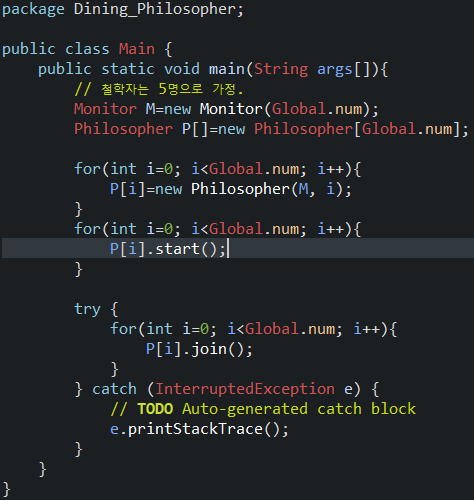 package Dining_Philosopher;
public class Main {
public static void main(String args[]){
// 철학자는 5명으로 가정.
Monitor M=new Monitor(Global.num);
Philosopher P[]=new Philosopher[Global.num];
for(int i=0; i<Global.num; i++){
P[i]=new Philosopher(M, i);
}
for(int i=0; i<Global.num; i++){
P[i].start();
}
try {
for(int i=0; i<Global.num; i++){
P[i].join();
}
} catch (InterruptedException e) {
// TODO Auto-generated catch block
e.printStackTrace();
}
}
}